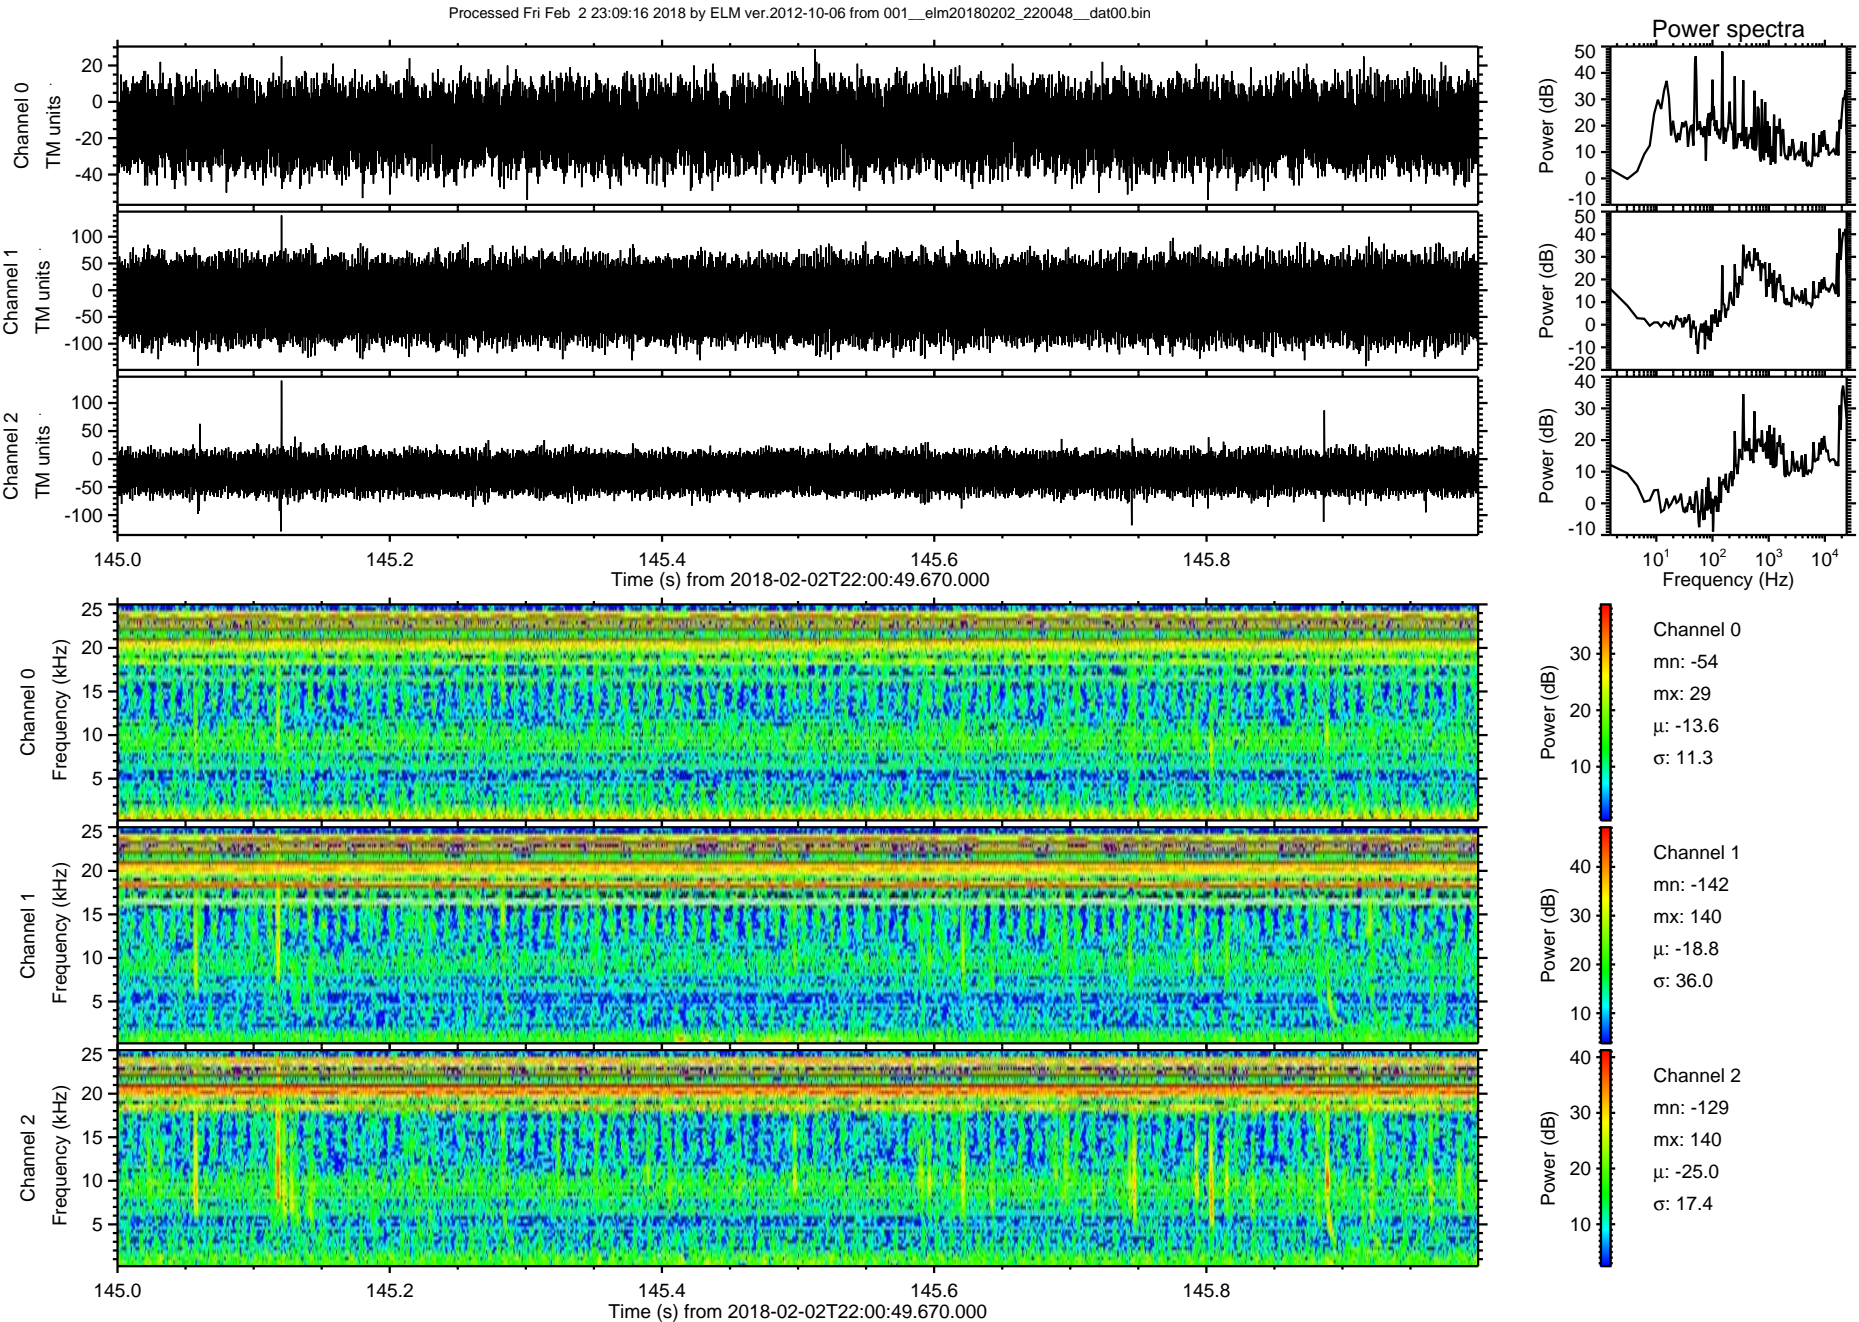 Processed Fri Feb  2 23:09:16 2018 by ELM ver.2012-10-06 from 001__elm20180202_220048__dat00.bin
Power spectra
Channel 0
TM units
20
0
-20
-40
Power (dB)
50
40
30
20
10
0
-10
Channel 1
TM units
100
50
0
-50
-100
Power (dB)
50
40
30
20
10
0
-10
-20
Channel 2
TM units
100
50
0
-50
-100
Power (dB)
40
30
20
10
0
-10
145.0 145.2 145.4 145.6 145.8
Time (s) from 2018-02-02T22:00:49.670.000
10^1 10^2 10^3 10^4
Frequency (Hz)
Channel 0
Frequency (kHz)
25
20
15
10
5
Power (dB)
30
20
10
Channel 0
mn: -54
mx: 29
μ: -13.6
σ: 11.3
Channel 1
Frequency (kHz)
25
20
15
10
5
Power (dB)
40
30
20
10
Channel 1
mn: -142
mx: 140
μ: -18.8
σ: 36.0
Channel 2
Frequency (kHz)
25
20
15
10
5
Power (dB)
40
30
20
10
Channel 2
mn: -129
mx: 140
μ: -25.0
σ: 17.4
145.0 145.2 145.4 145.6 145.8
Time (s) from 2018-02-02T22:00:49.670.000